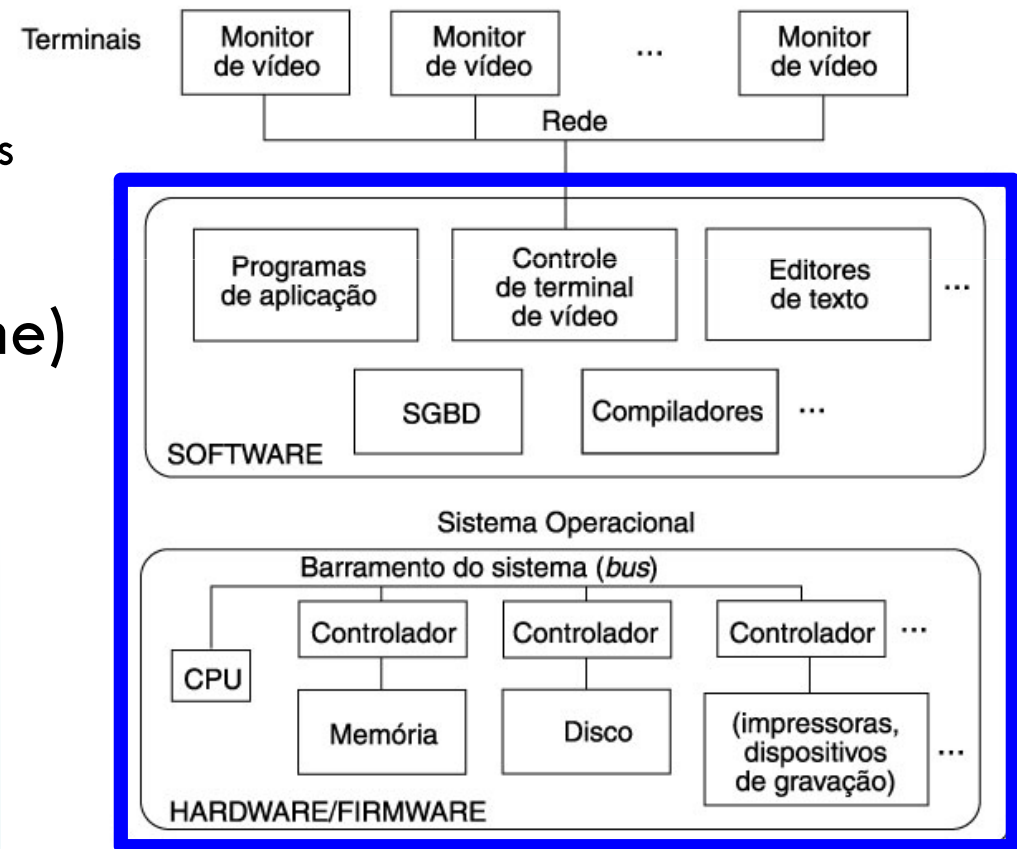 Terminais
Monitor
de vídeo
Monitor
de vídeo
...
Monitor
de vídeo
Rede
s
ne)
Programas
de aplicação
Controle
de terminal
de vídeo
Editores
de texto
...
SGBD
Compiladores
...
SOFTWARE
Sistema Operacional
Barramento do sistema (bus)
CPU
Controlador
Controlador
Controlador
...
Memória
Disco
(impressoras,
dispositivos
de gravação)
...
HARDWARE/FIRMWARE